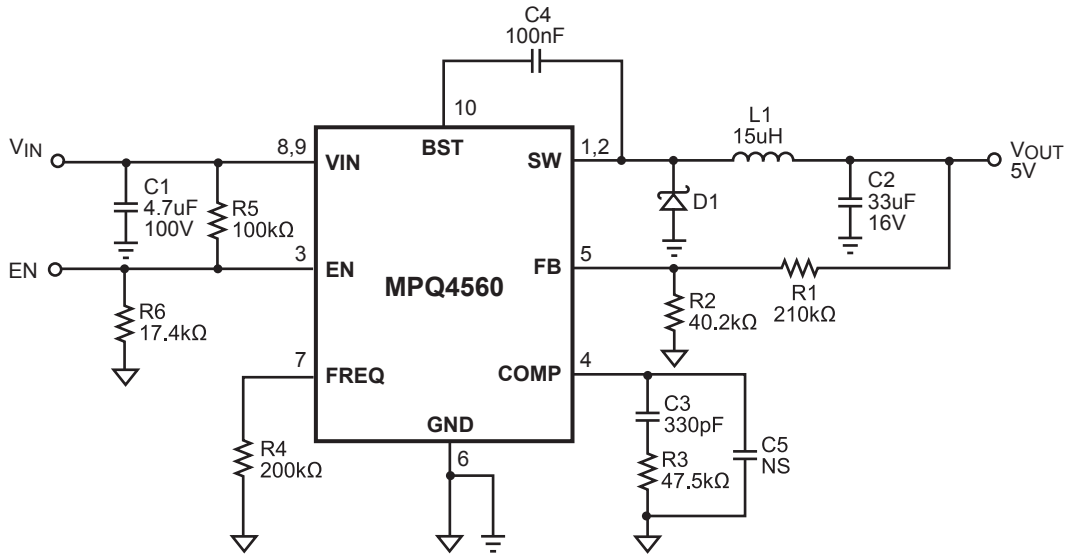 C4
100nF
10
L1
15uH
VIN
8,9
VIN
BST
SW
1,2
VOUT
5V
C1
4.7uF
100V
R5
100kΩ
D1
C2
33uF
16V
EN
3
EN
MPQ4560
FB
5
R1
210kΩ
R6
17.4kΩ
R2
40.2kΩ
7
FREQ
COMP
4
GND
6
R4
200kΩ
C3
330pF
R3
47.5kΩ
C5
NS